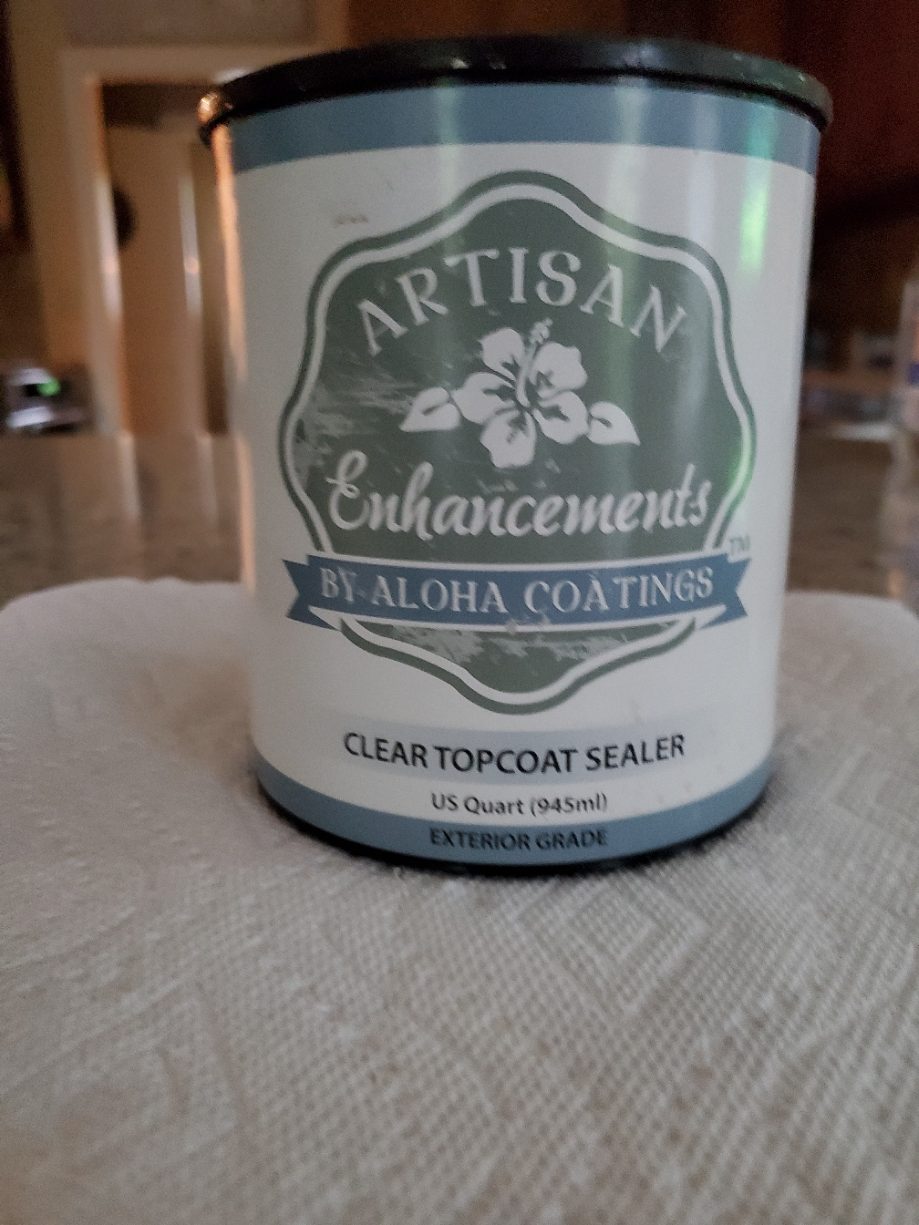 ARTISAN
Enhancements
TM
BY ALOHA COATINGS
CLEAR TOPCOAT SEALER
US Quart (945ml)
EXTERIOR GRADE